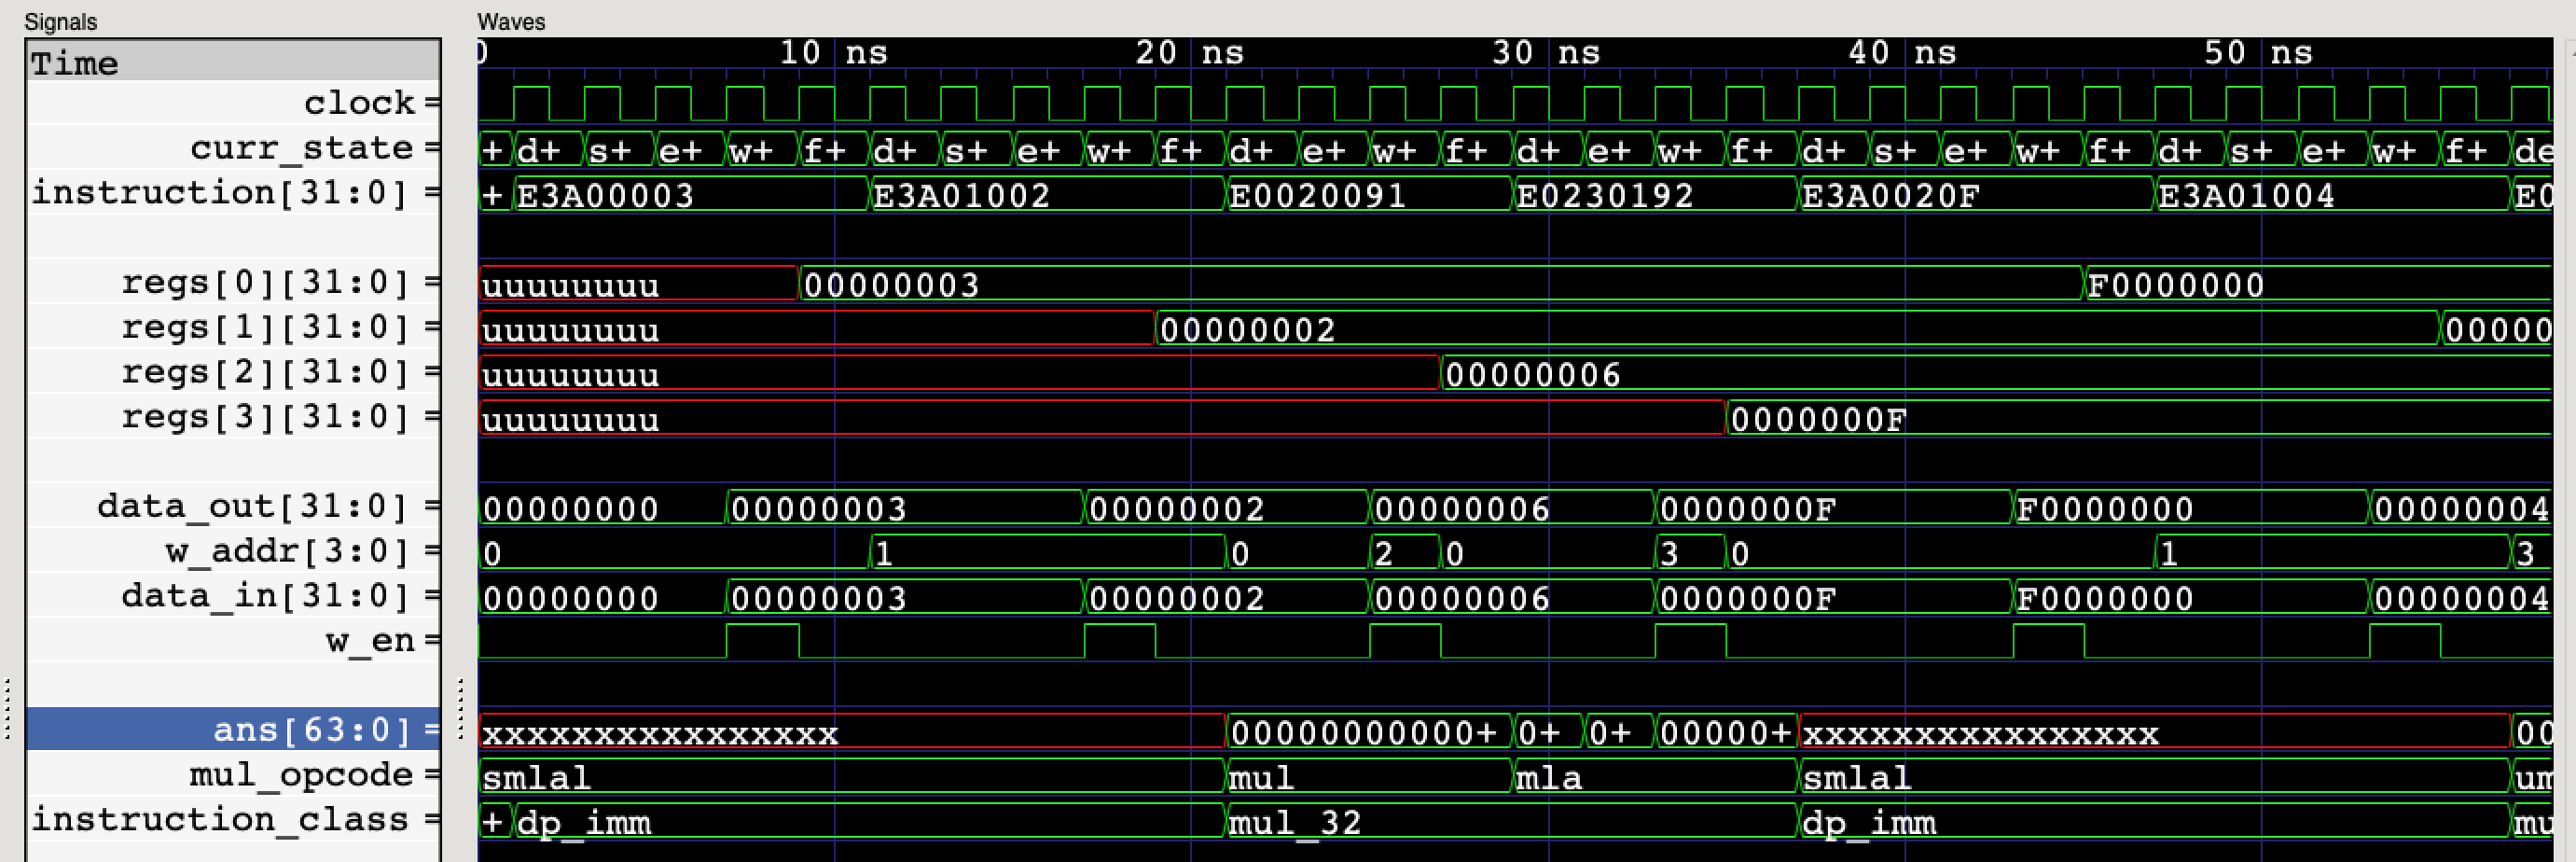 Signals
Waves
Time
0 10 ns 20 ns 30 ns 40 ns 50 ns
clock =
curr_state = + d+ s+ e+ w+ f+ d+ s+ e+ w+ f+ d+ e+ w+ f+ d+ e+ w+ f+ d+ s+ e+ w+ f+ d+ s+ e+ w+ f+ de
instruction[31:0] = + E3A00003 E3A01002 E0020091 E0230192 E3A0020F E3A01004 E0
regs[0][31:0] = uuuuuuuu 00000003 F0000000
regs[1][31:0] = uuuuuuuu 00000002 00000
regs[2][31:0] = uuuuuuuu 00000006
regs[3][31:0] = uuuuuuuu 0000000F
data_out[31:0] = 00000000 00000003 00000002 00000006 0000000F F0000000 00000004
w_addr[3:0] = 0 1 0 2 0 3 0 1 3
data_in[31:0] = 00000000 00000003 00000002 00000006 0000000F F0000000 00000004
w_en =
ans[63:0] = xxxxxxxxxxxxxxxx 00000000000+ 0+ 0+ 00000+ xxxxxxxxxxxxxxxx 00
mul_opcode = smlal mul mla smlal um
instruction_class = + dp_imm mul_32 dp_imm mu